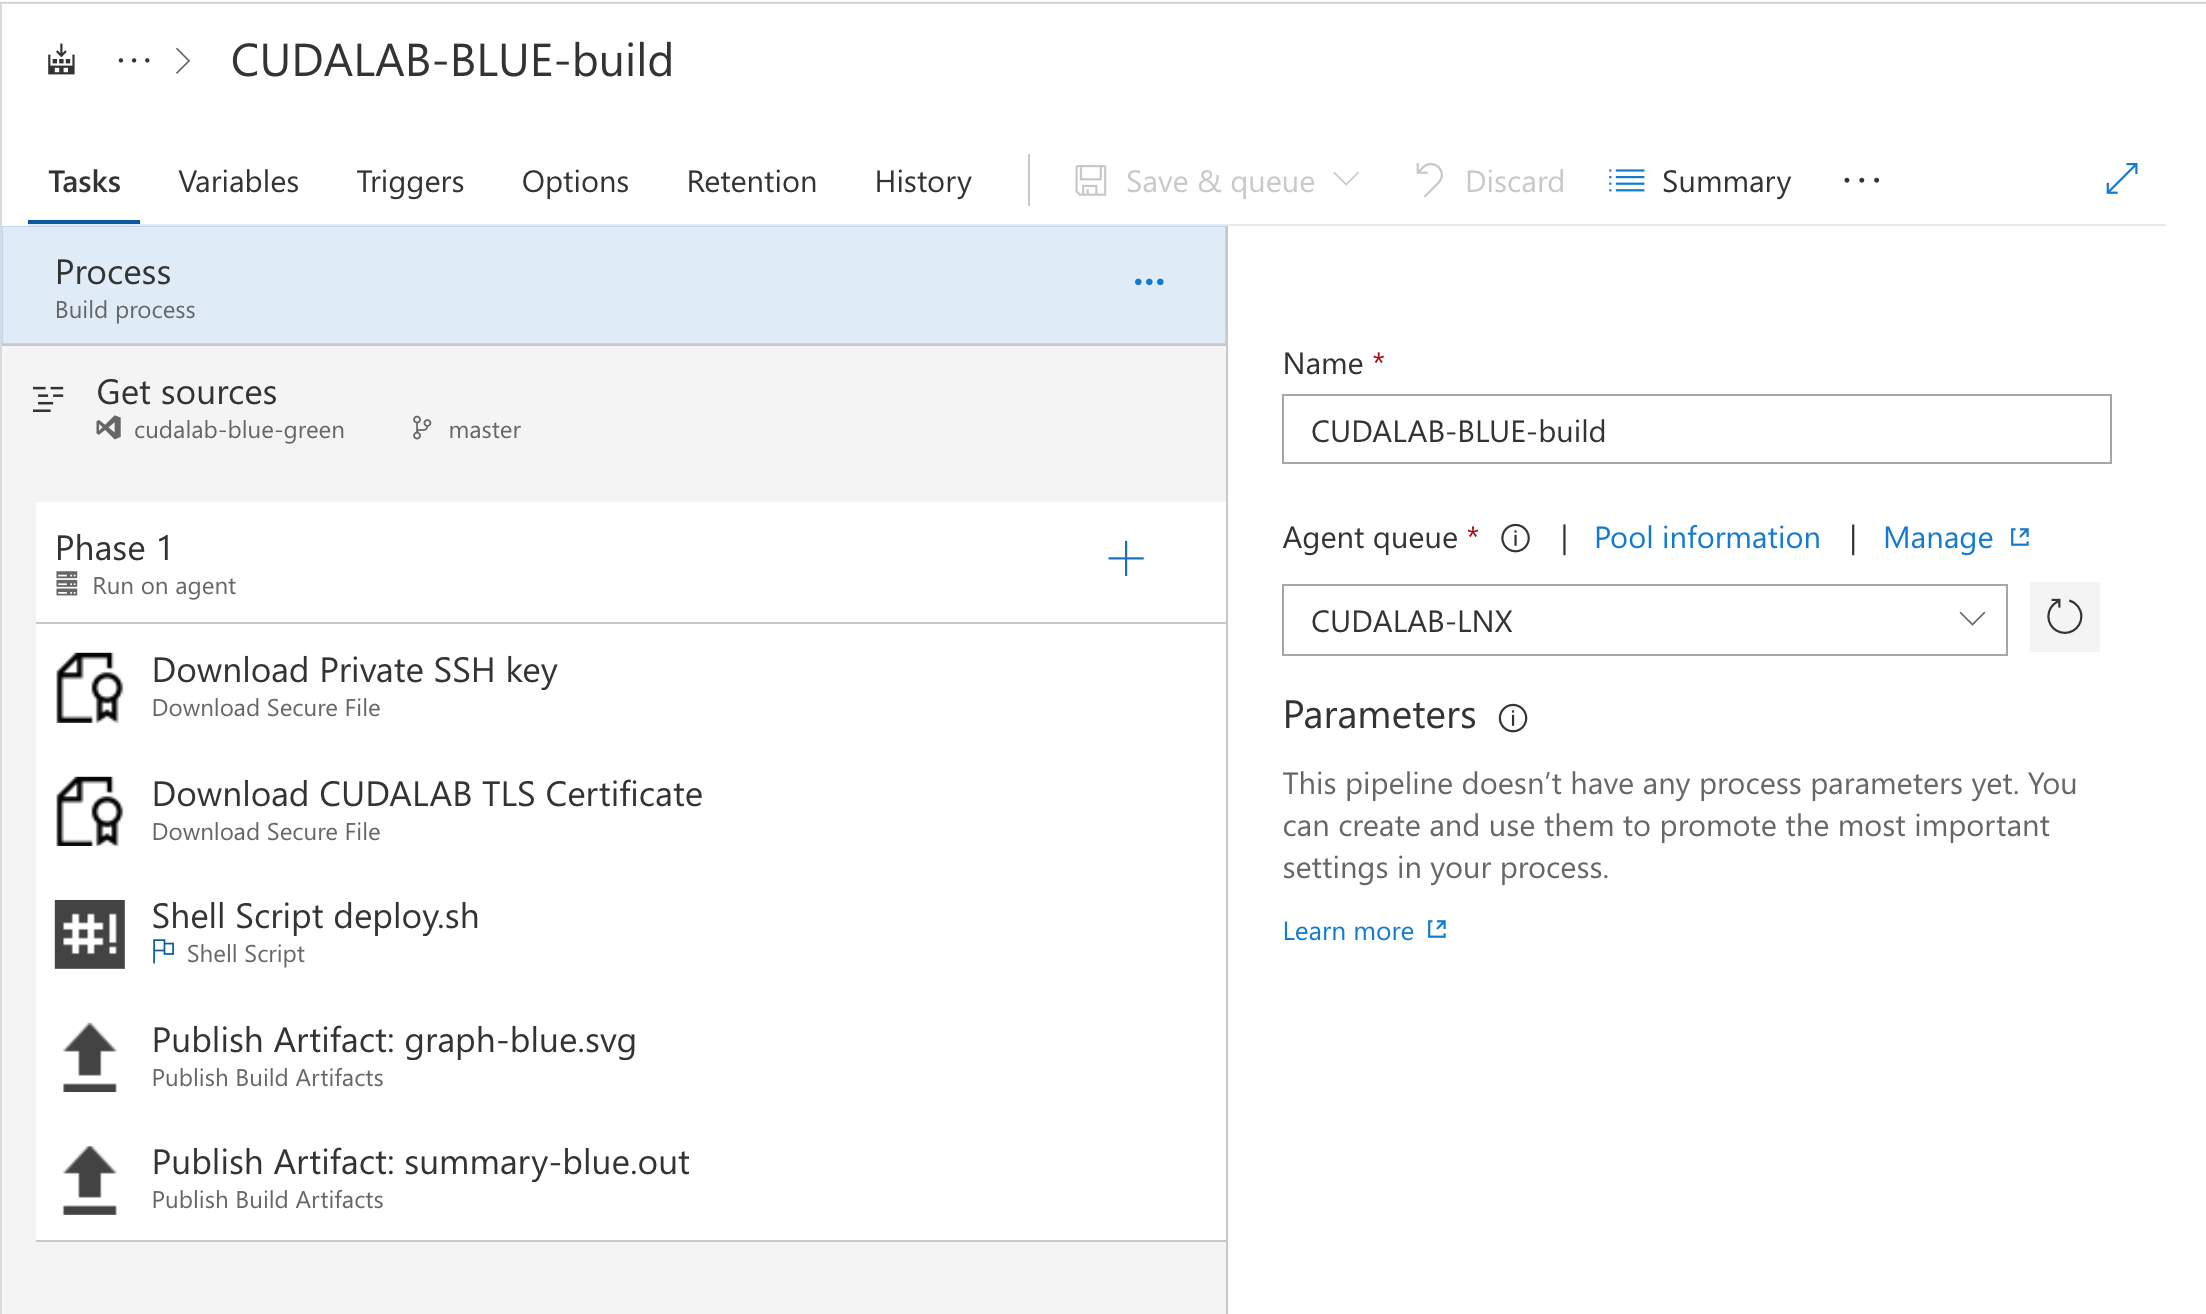 ··· > CUDALAB-BLUE-build
Tasks Variables Triggers Options Retention History Save & queue Discard Summary ···
Process ···
Build process
Get sources
cudalab-blue-green master
Phase 1
Run on agent
Download Private SSH key
Download Secure File
Download CUDALAB TLS Certificate
Download Secure File
#! Shell Script deploy.sh
Shell Script
Publish Artifact: graph-blue.svg
Publish Build Artifacts
Publish Artifact: summary-blue.out
Publish Build Artifacts
Name *
CUDALAB-BLUE-build
Agent queue * | Pool information | Manage
CUDALAB-LNX
Parameters
This pipeline doesn’t have any process parameters yet. You
can create and use them to promote the most important
settings in your process.
Learn more